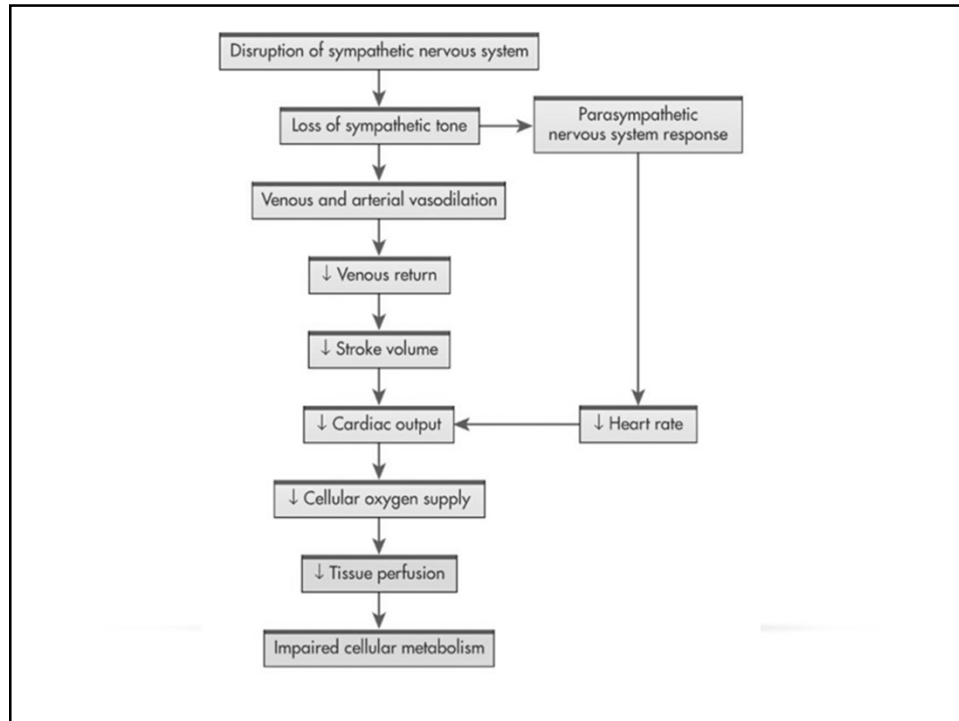 Disruption of sympathetic nervous system
Loss of sympathetic tone
Parasympathetic
nervous system response
Venous and arterial vasodilation
↓ Venous return
↓ Stroke volume
↓ Cardiac output
↓ Heart rate
↓ Cellular oxygen supply
↓ Tissue perfusion
Impaired cellular metabolism